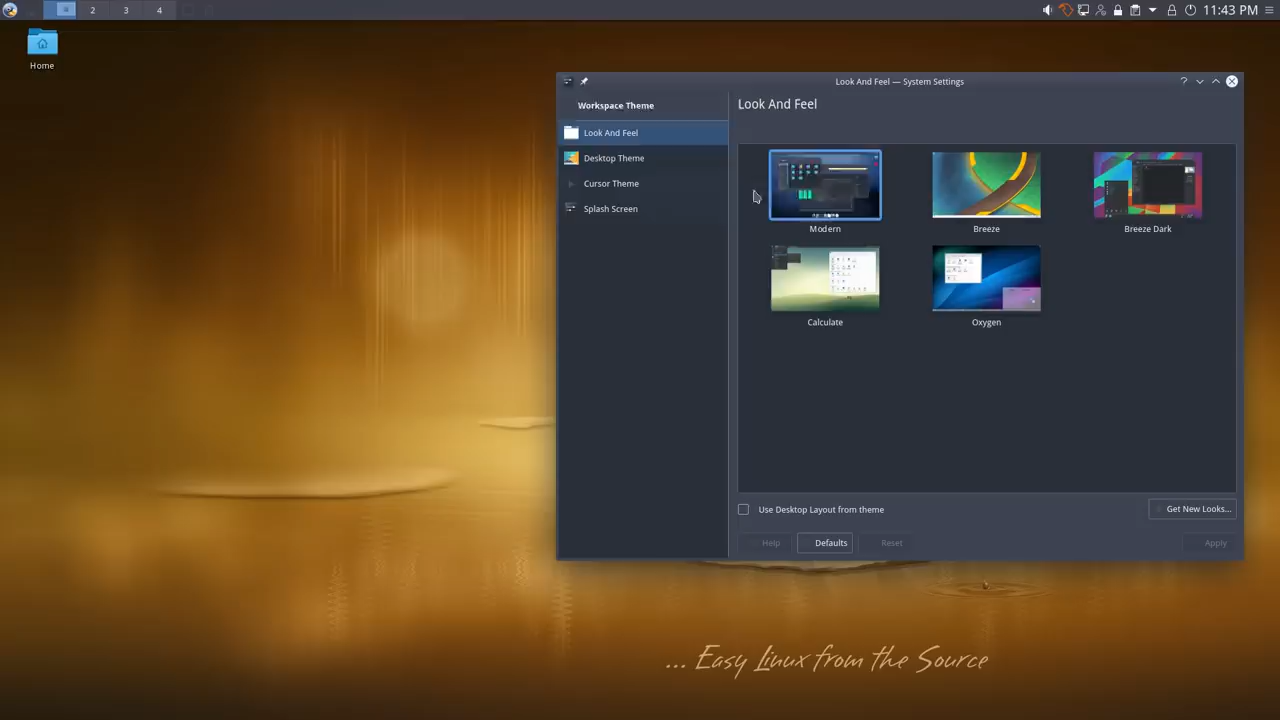 2
3
4
11:43 PM
Home
Look And Feel — System Settings
Workspace Theme
Look And Feel
Desktop Theme
Cursor Theme
Splash Screen
Look And Feel
Modern
Breeze
Breeze Dark
Calculate
Oxygen
Use Desktop Layout from theme
Get New Looks...
Help
Defaults
Reset
Apply
... Easy Linux from the Source